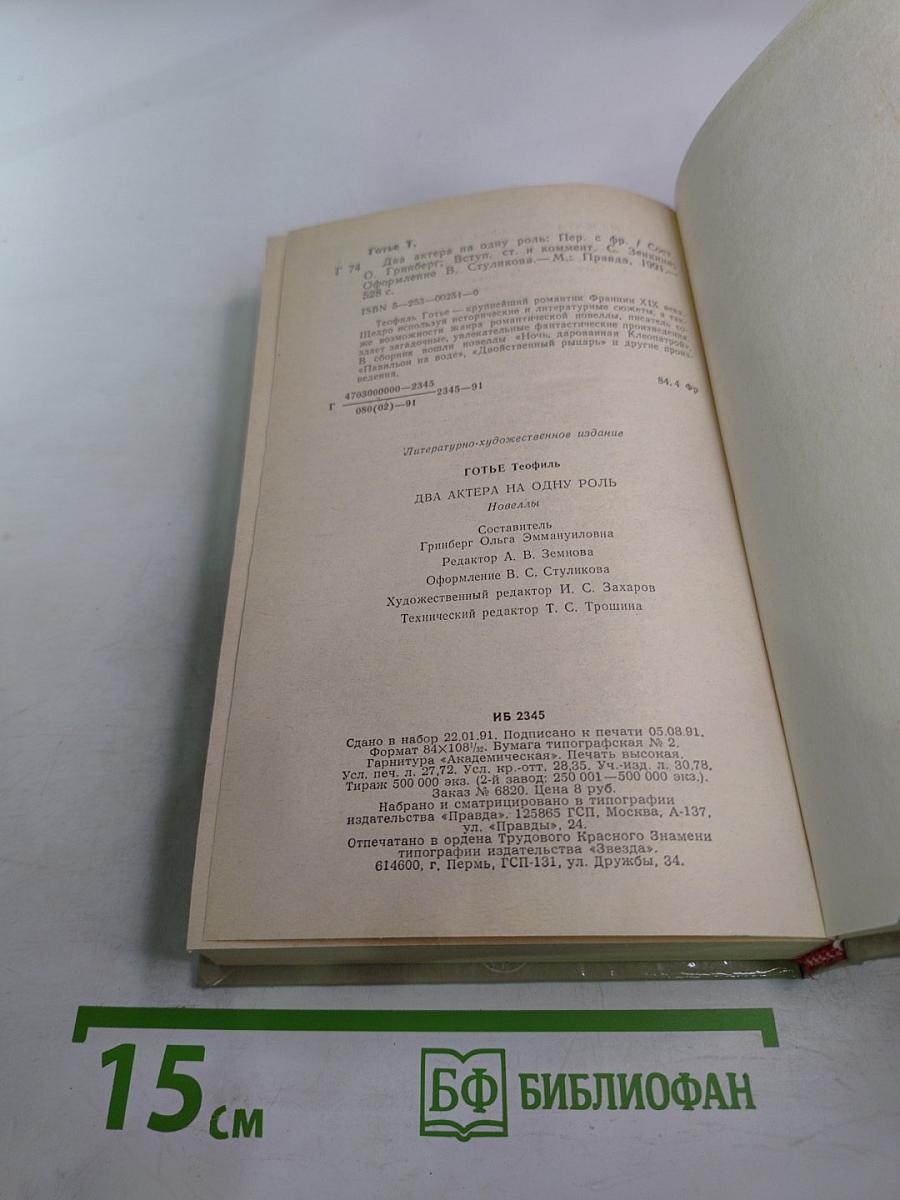 Готье Т.
Г 74 Два актера на одну роль: Пер. с фр. / Сост.
О. Гринберг; Вступ. ст. и коммент. С. Зенкина;
Оформление В. Стуликова.— М.: Правда, 1991.—
528 с.
ISBN 5—253—00251—0
Теофиль Готье — крупнейший романтик Франции XIX века.
Щедро используя исторические и литературные сюжеты, а так-
же возможности жанра романтической новеллы, писатель со-
здает загадочные, увлекательные фантастические произведения.
В сборник вошли новеллы «Ночь, дарованная Клеопатрой»,
«Павильон на воде», «Двойственный рыцарь» и другие произ-
ведения.
Г 4703000000—2345
080(02)—91
2345—91
84. 4 Фр
Литературно-художественное издание
ГОТЬЕ Теофиль
ДВА АКТЕРА НА ОДНУ РОЛЬ
Новеллы
Составитель
Гринберг Ольга Эммануиловна
Редактор А. В. Земнова
Оформление В. С. Стуликова
Художественный редактор И. С. Захаров
Технический редактор Т. С. Трошина
ИБ 2345
Сдано в набор 22.01.91. Подписано к печати 05.08.91.
Формат 84×108¹/₃₂. Бумага типографская № 2.
Гарнитура «Академическая». Печать высокая.
Усл. печ. л. 27,72. Усл. кр.-отт. 28,35. Уч.-изд. л. 30,78.
Тираж 500 000 экз. (2-й завод: 250 001—500 000 экз.).
Заказ № 6820. Цена 8 руб.
Набрано и сматрицировано в типографии
издательства «Правда». 125865 ГСП, Москва, А-137,
ул. «Правды», 24.
Отпечатано в ордена Трудового Красного Знамени
типографии издательства «Звезда».
614600, г. Пермь, ГСП-131, ул. Дружбы, 34.
15 см
БФ БИБЛИОФАН